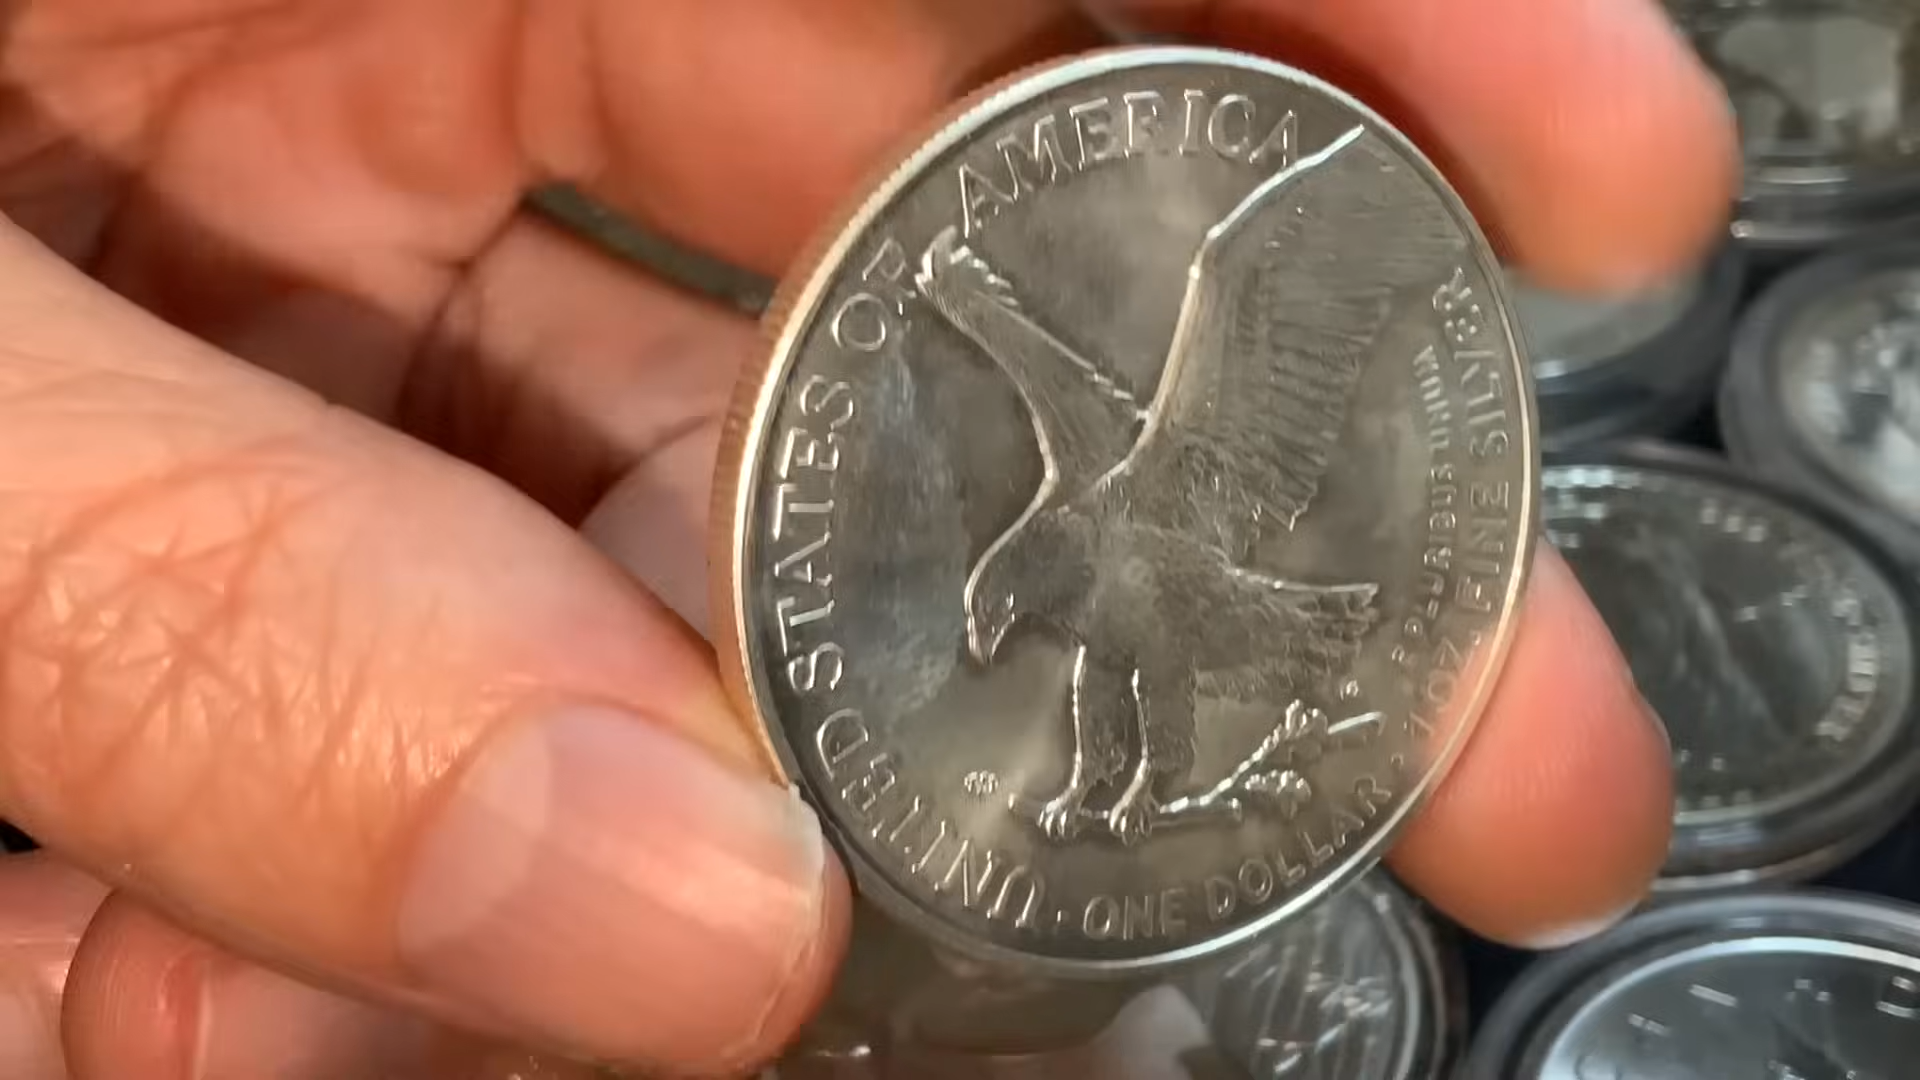 UNITED STATES OF AMERICA
· ONE DOLLAR · 1 OZ. FINE SILVER
E PLURIBUS UNUM